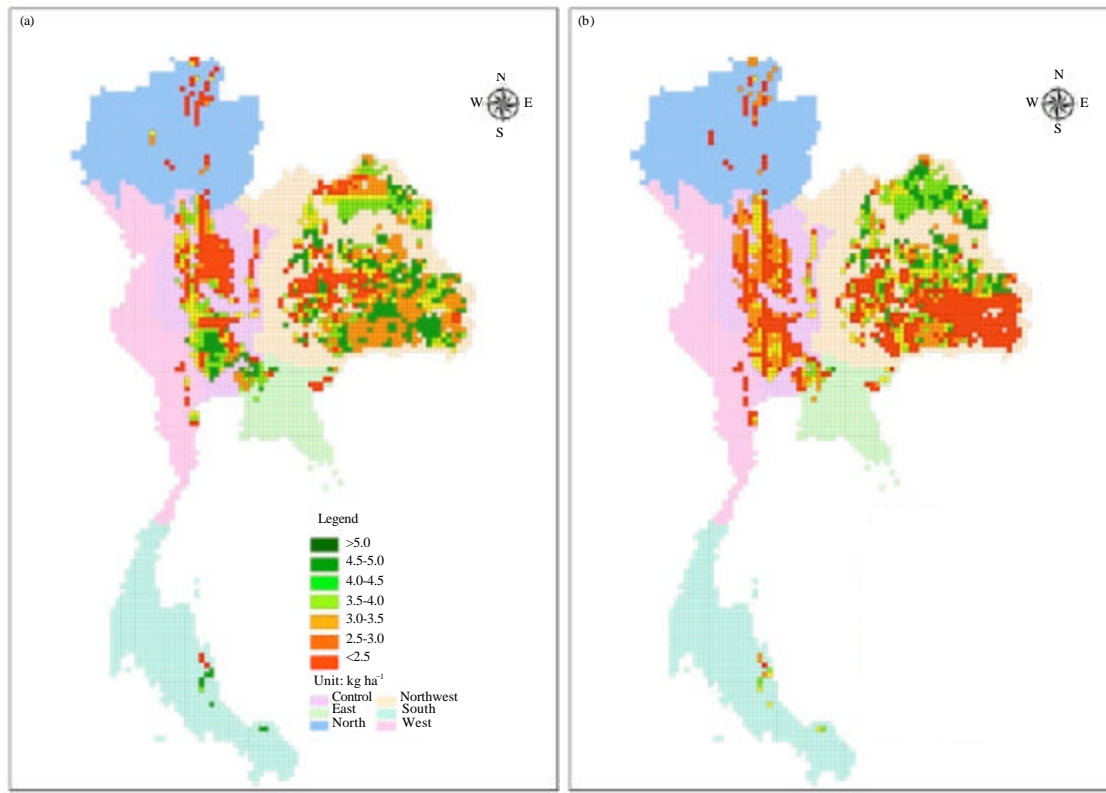 (a)
N
W E
S
Legend
>5.0
4.5-5.0
4.0-4.5
3.5-4.0
3.0-3.5
2.5-3.0
<2.5
Unit: kg ha⁻¹
Control Northwest
East South
North West
(b)
N
W E
S